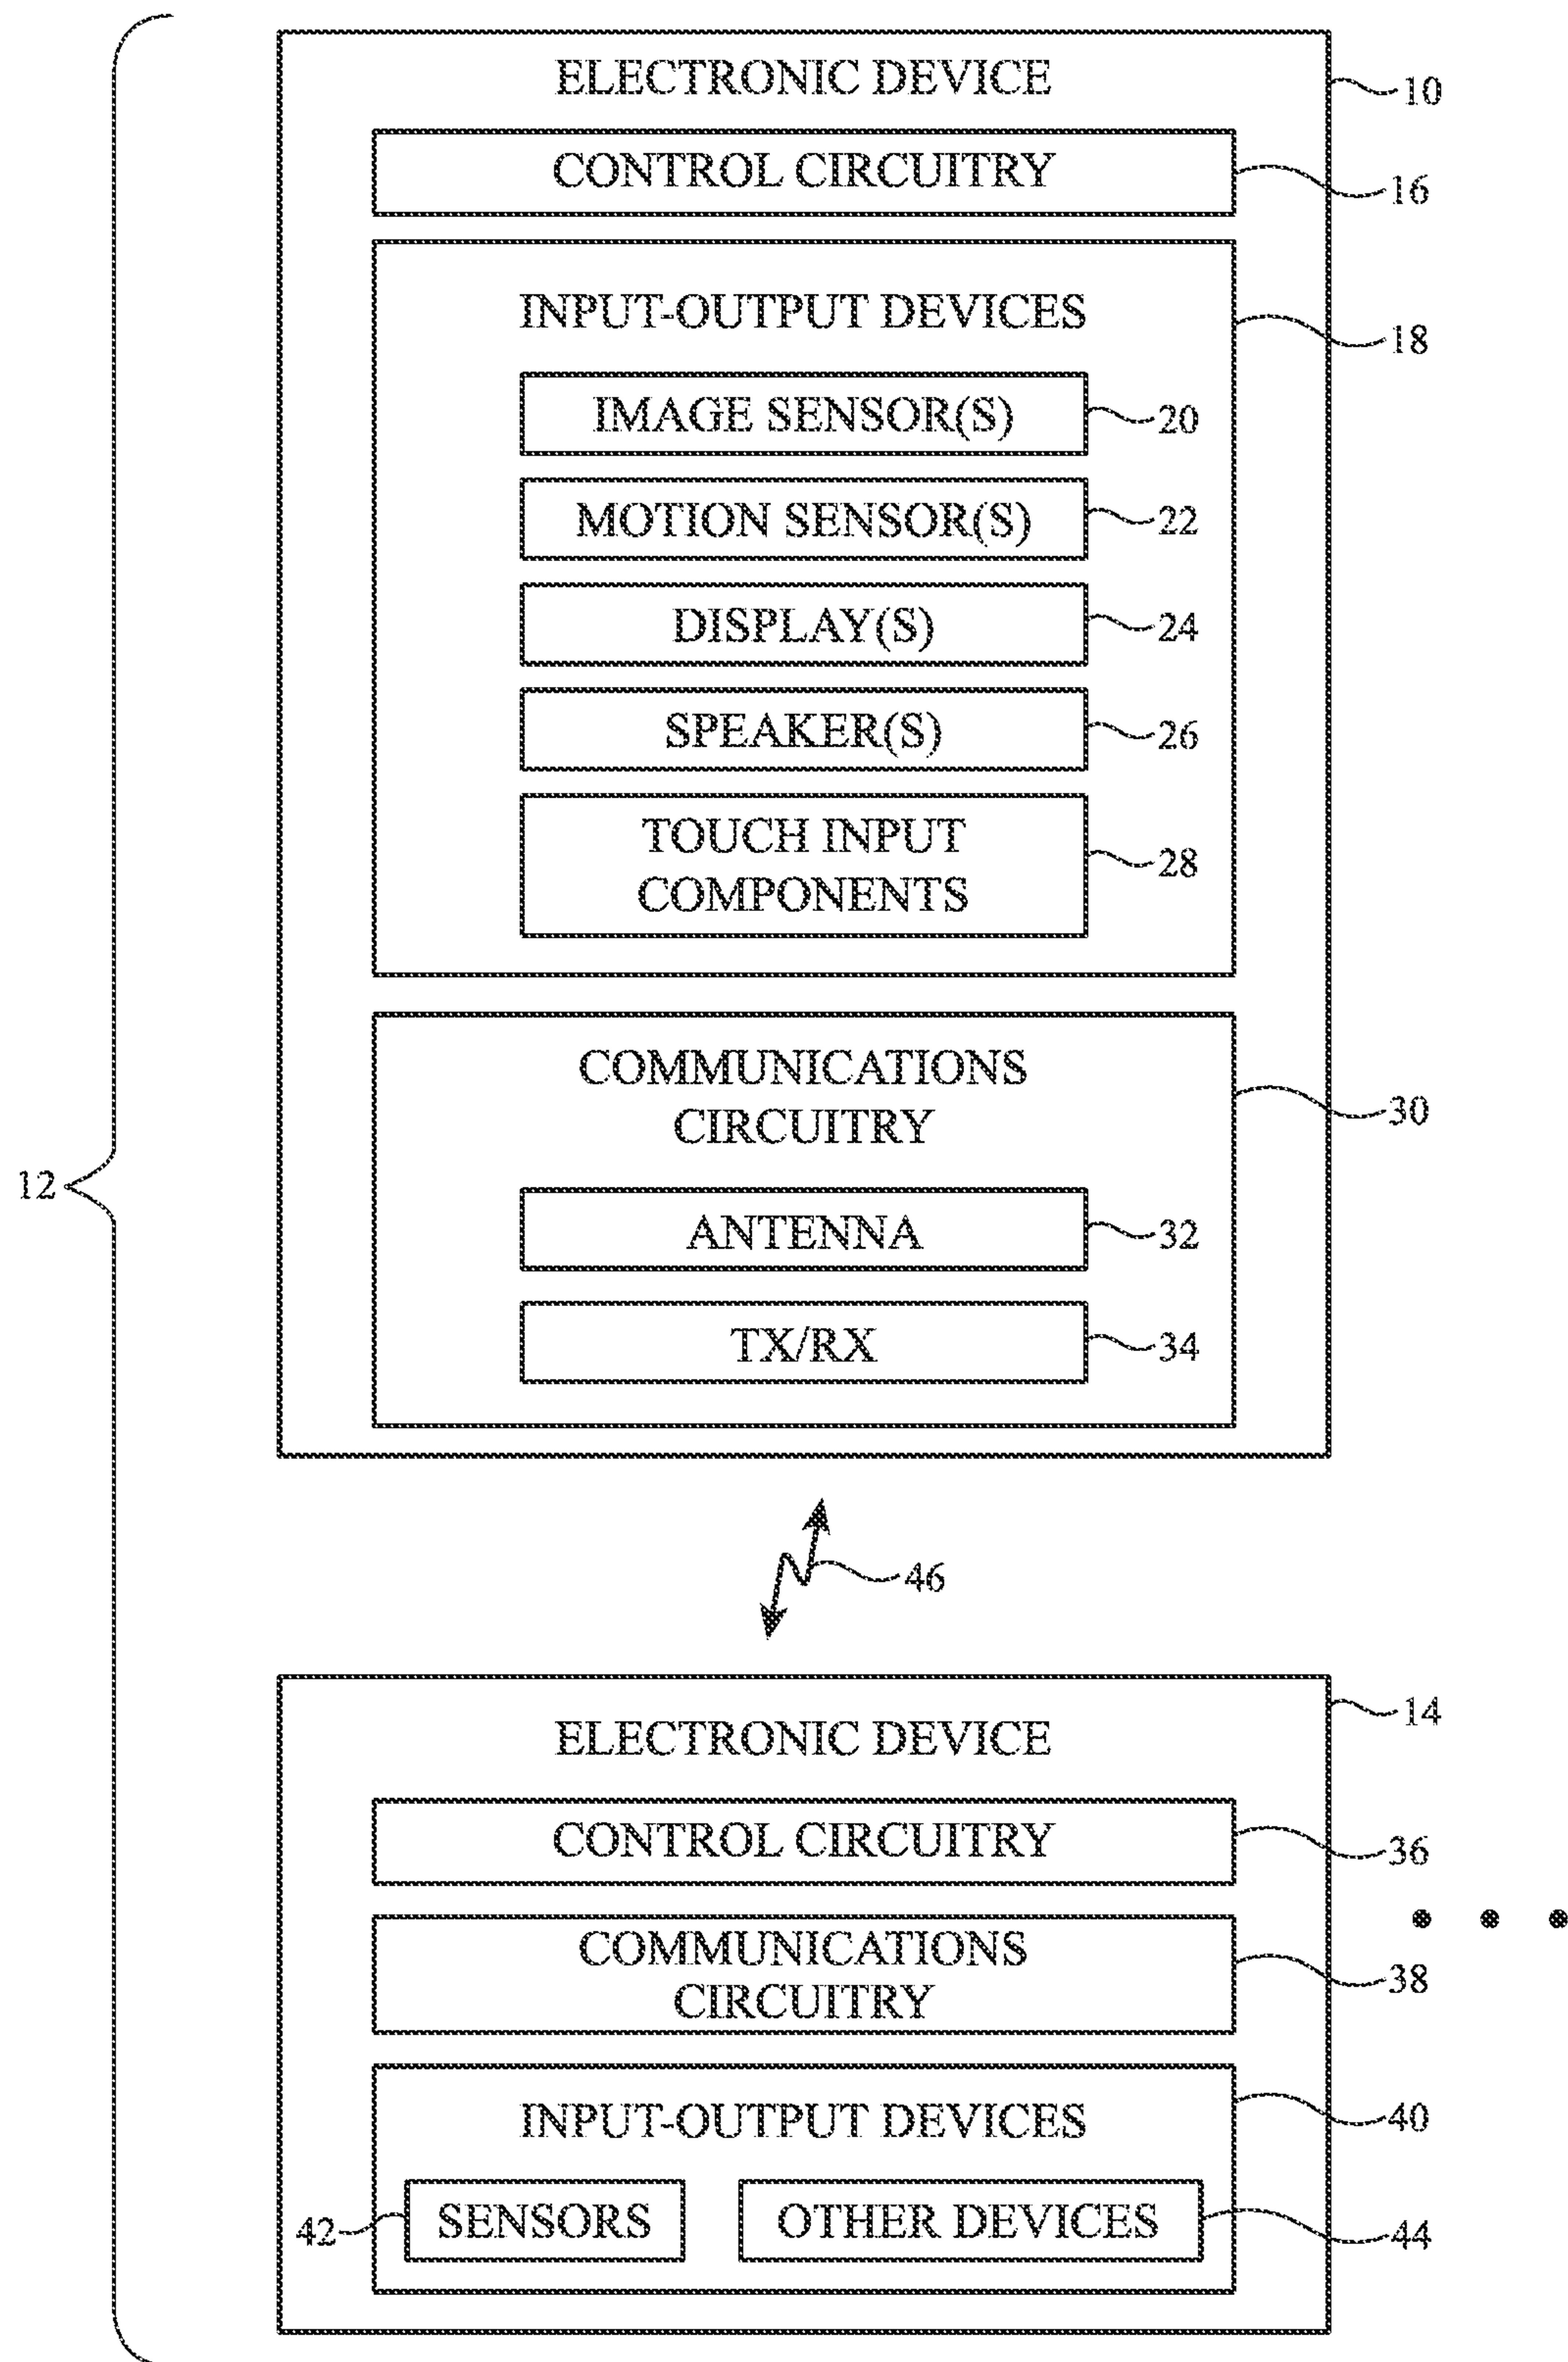 ELECTRONIC DEVICE
10
CONTROL CIRCUITRY
16
INPUT-OUTPUT DEVICES
18
IMAGE SENSOR(S)
20
MOTION SENSOR(S)
22
DISPLAY(S)
24
SPEAKER(S)
26
TOUCH INPUT
COMPONENTS
28
COMMUNICATIONS
CIRCUITRY
30
12
ANTENNA
32
TX/RX
34
46
ELECTRONIC DEVICE
14
CONTROL CIRCUITRY
36
COMMUNICATIONS
CIRCUITRY
38
INPUT-OUTPUT DEVICES
40
42
SENSORS
OTHER DEVICES
44